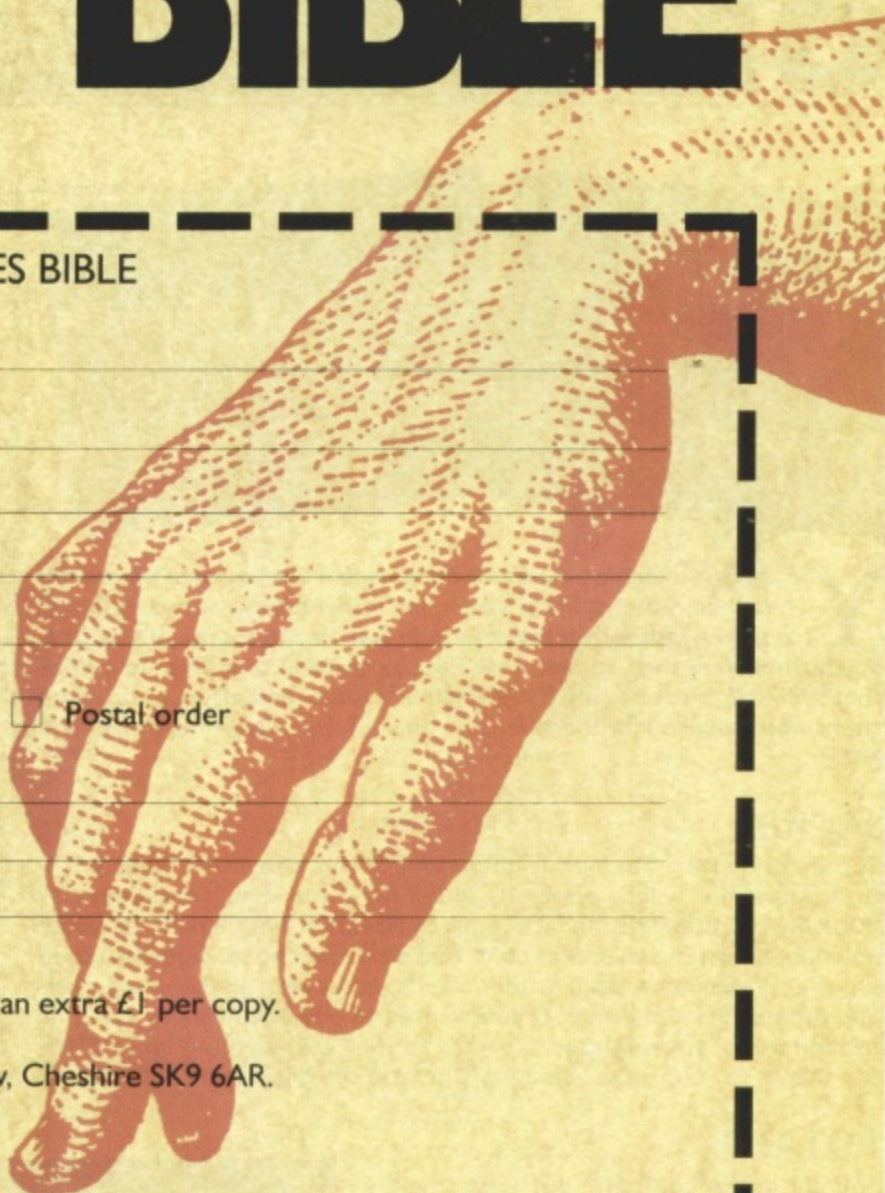 BIBLE
ES BIBLE
Postal order
an extra £1 per copy.
, Cheshire SK9 6AR.